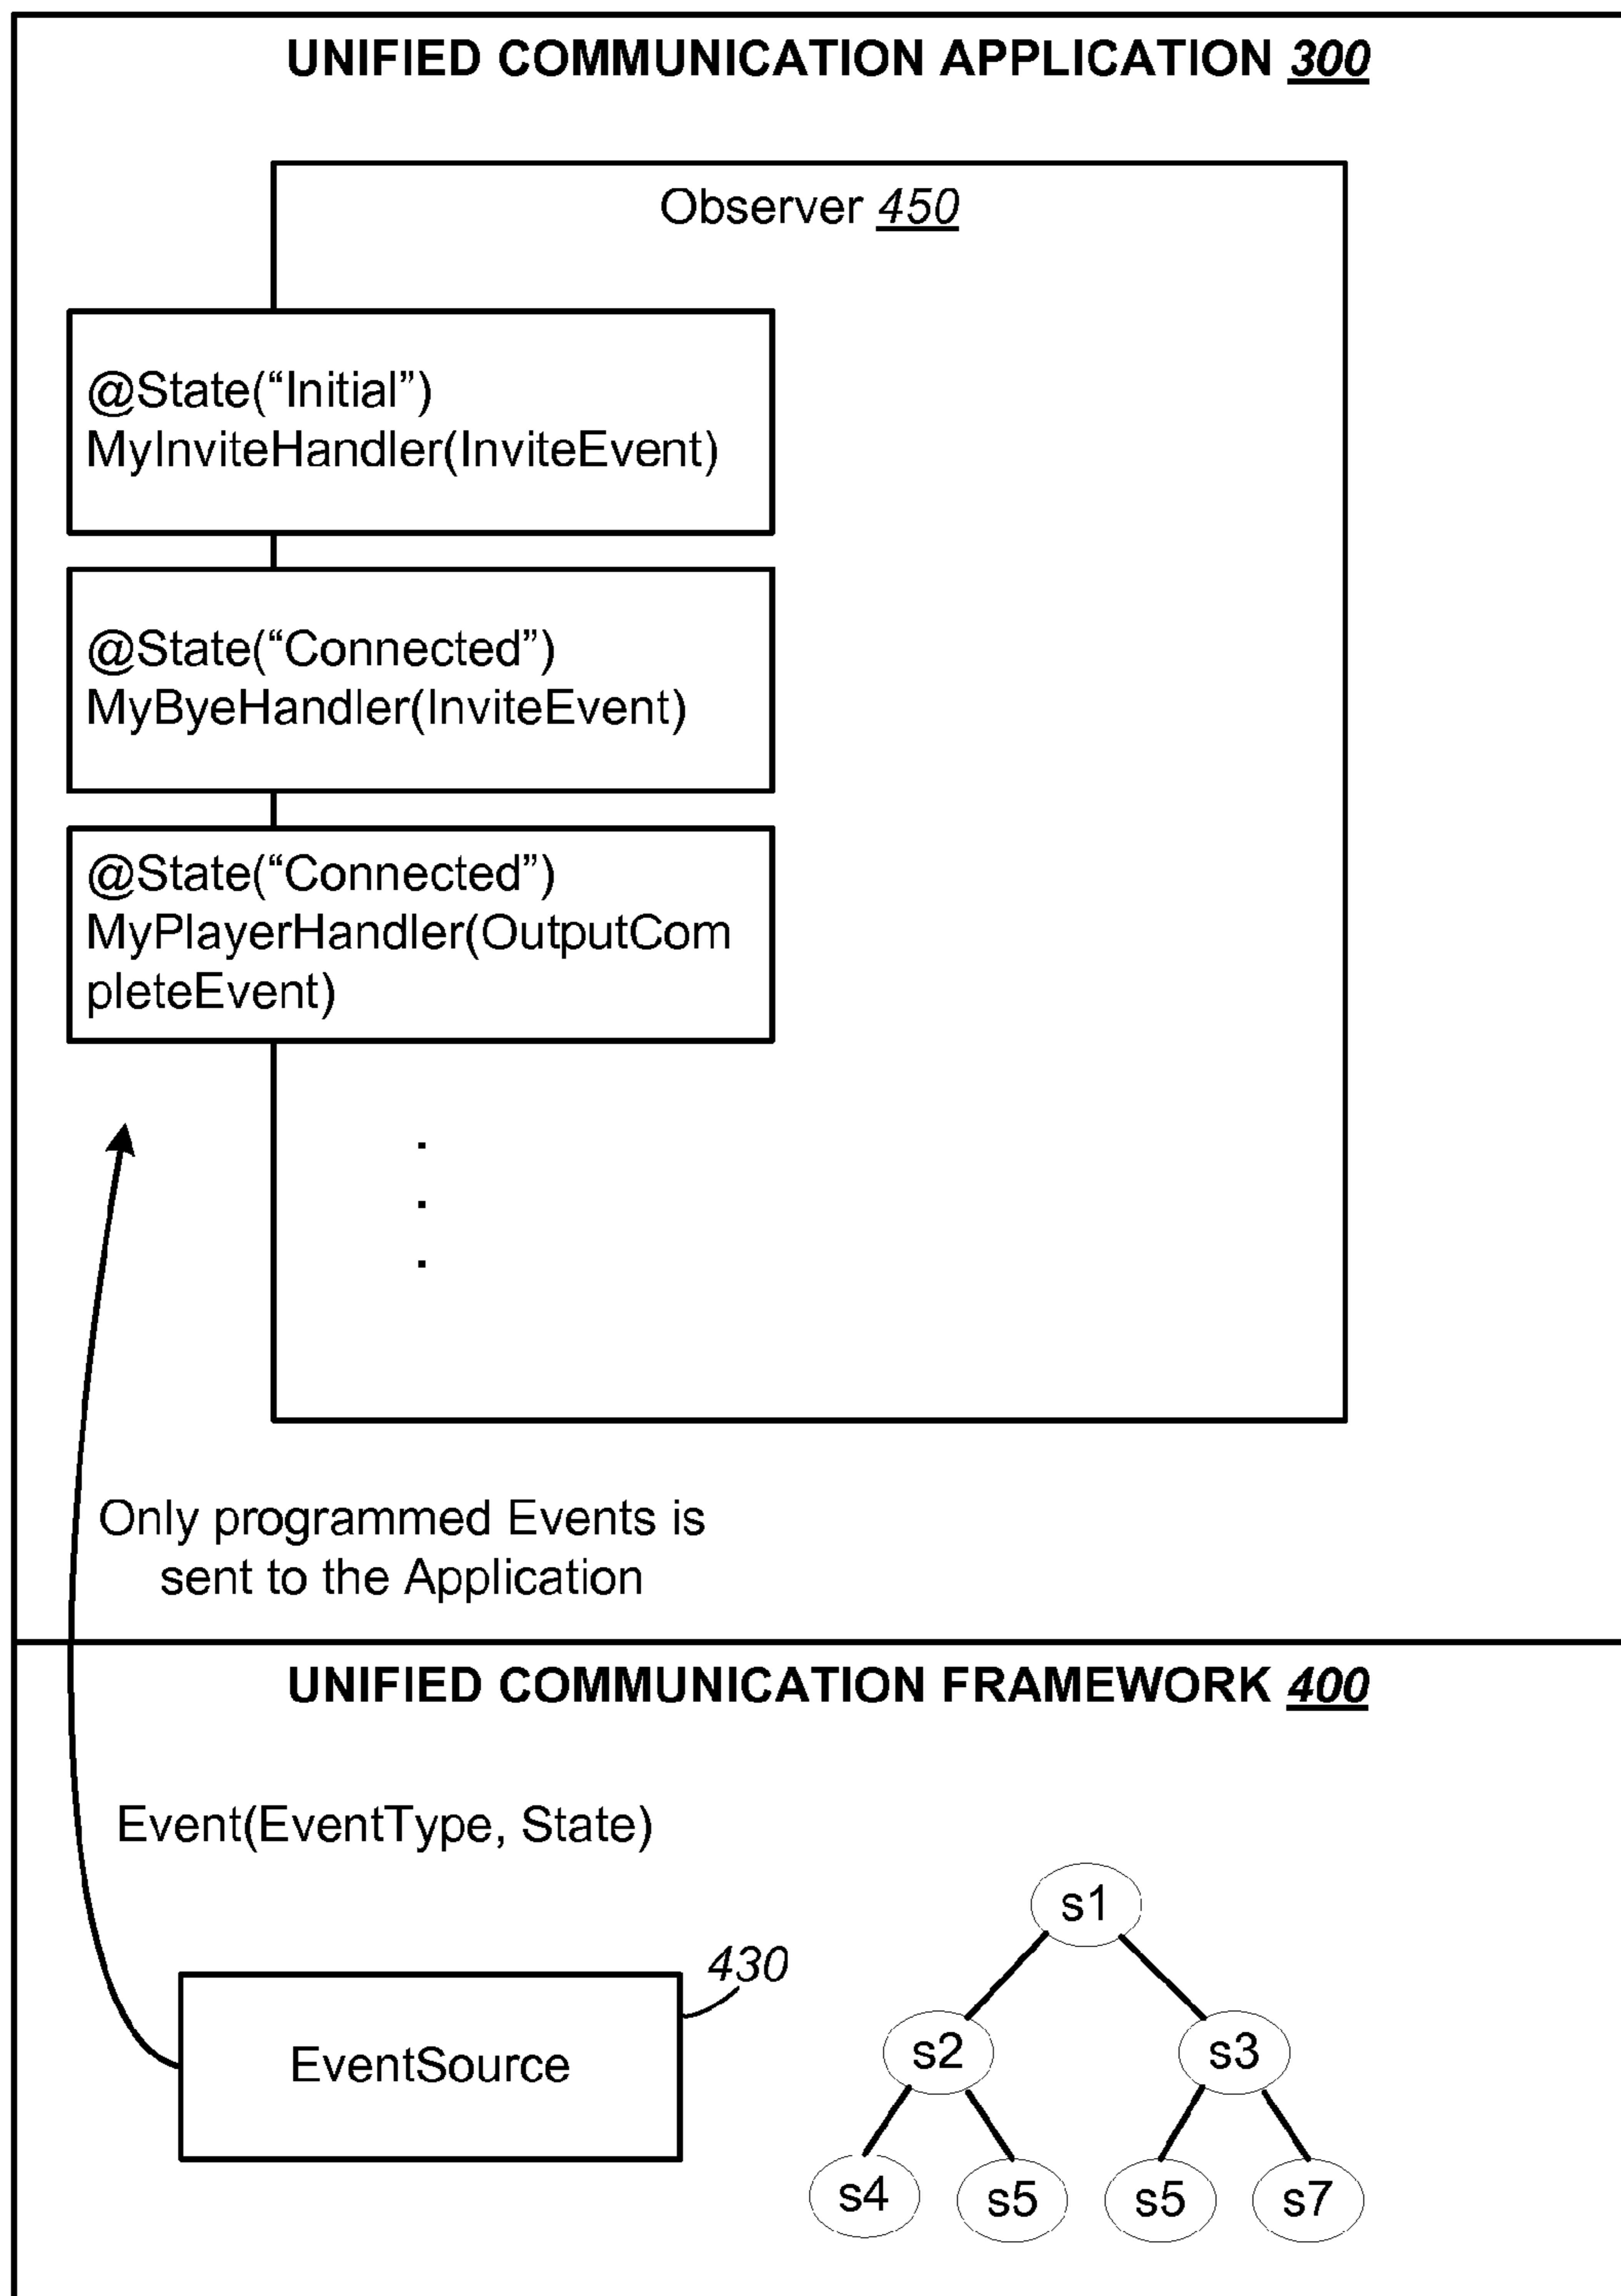 UNIFIED COMMUNICATION APPLICATION 300
Observer 450
@State(“Initial”)
MyInviteHandler(InviteEvent)
@State(“Connected”)
MyByeHandler(InviteEvent)
@State(“Connected”)
MyPlayerHandler(OutputCom
pleteEvent)
.
.
.
Only programmed Events is
sent to the Application
UNIFIED COMMUNICATION FRAMEWORK 400
Event(EventType, State)
430
EventSource
s1
s2 s3
s4 s5 s5 s7